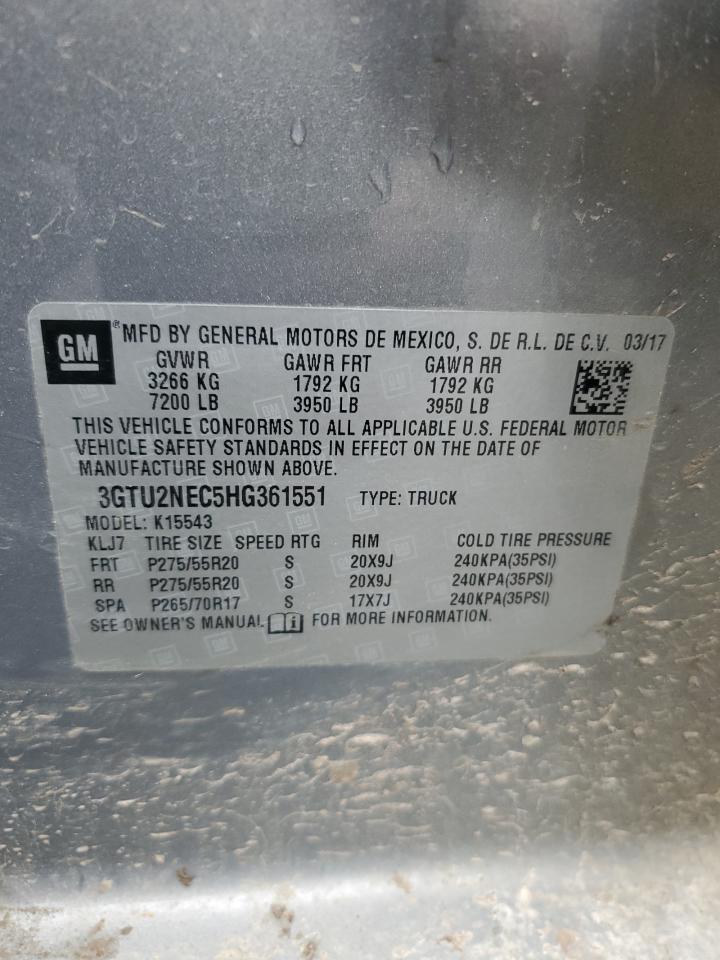 GM ® MFD BY GENERAL MOTORS DE MEXICO, S. DE R.L. DE C.V. 03/17
GVWR GAWR FRT GAWR RR
3266 KG 1792 KG 1792 KG
7200 LB 3950 LB 3950 LB
THIS VEHICLE CONFORMS TO ALL APPLICABLE U.S. FEDERAL MOTOR
VEHICLE SAFETY STANDARDS IN EFFECT ON THE DATE OF
MANUFACTURE SHOWN ABOVE.
3GTU2NEC5HG361551 TYPE: TRUCK
MODEL: K15543
KLJ7 TIRE SIZE SPEED RTG RIM COLD TIRE PRESSURE
FRT P275/55R20 S 20X9J 240KPA(35PSI)
RR P275/55R20 S 20X9J 240KPA(35PSI)
SPA P265/70R17 S 17X7J 240KPA(35PSI)
SEE OWNER'S MANUAL FOR MORE INFORMATION.